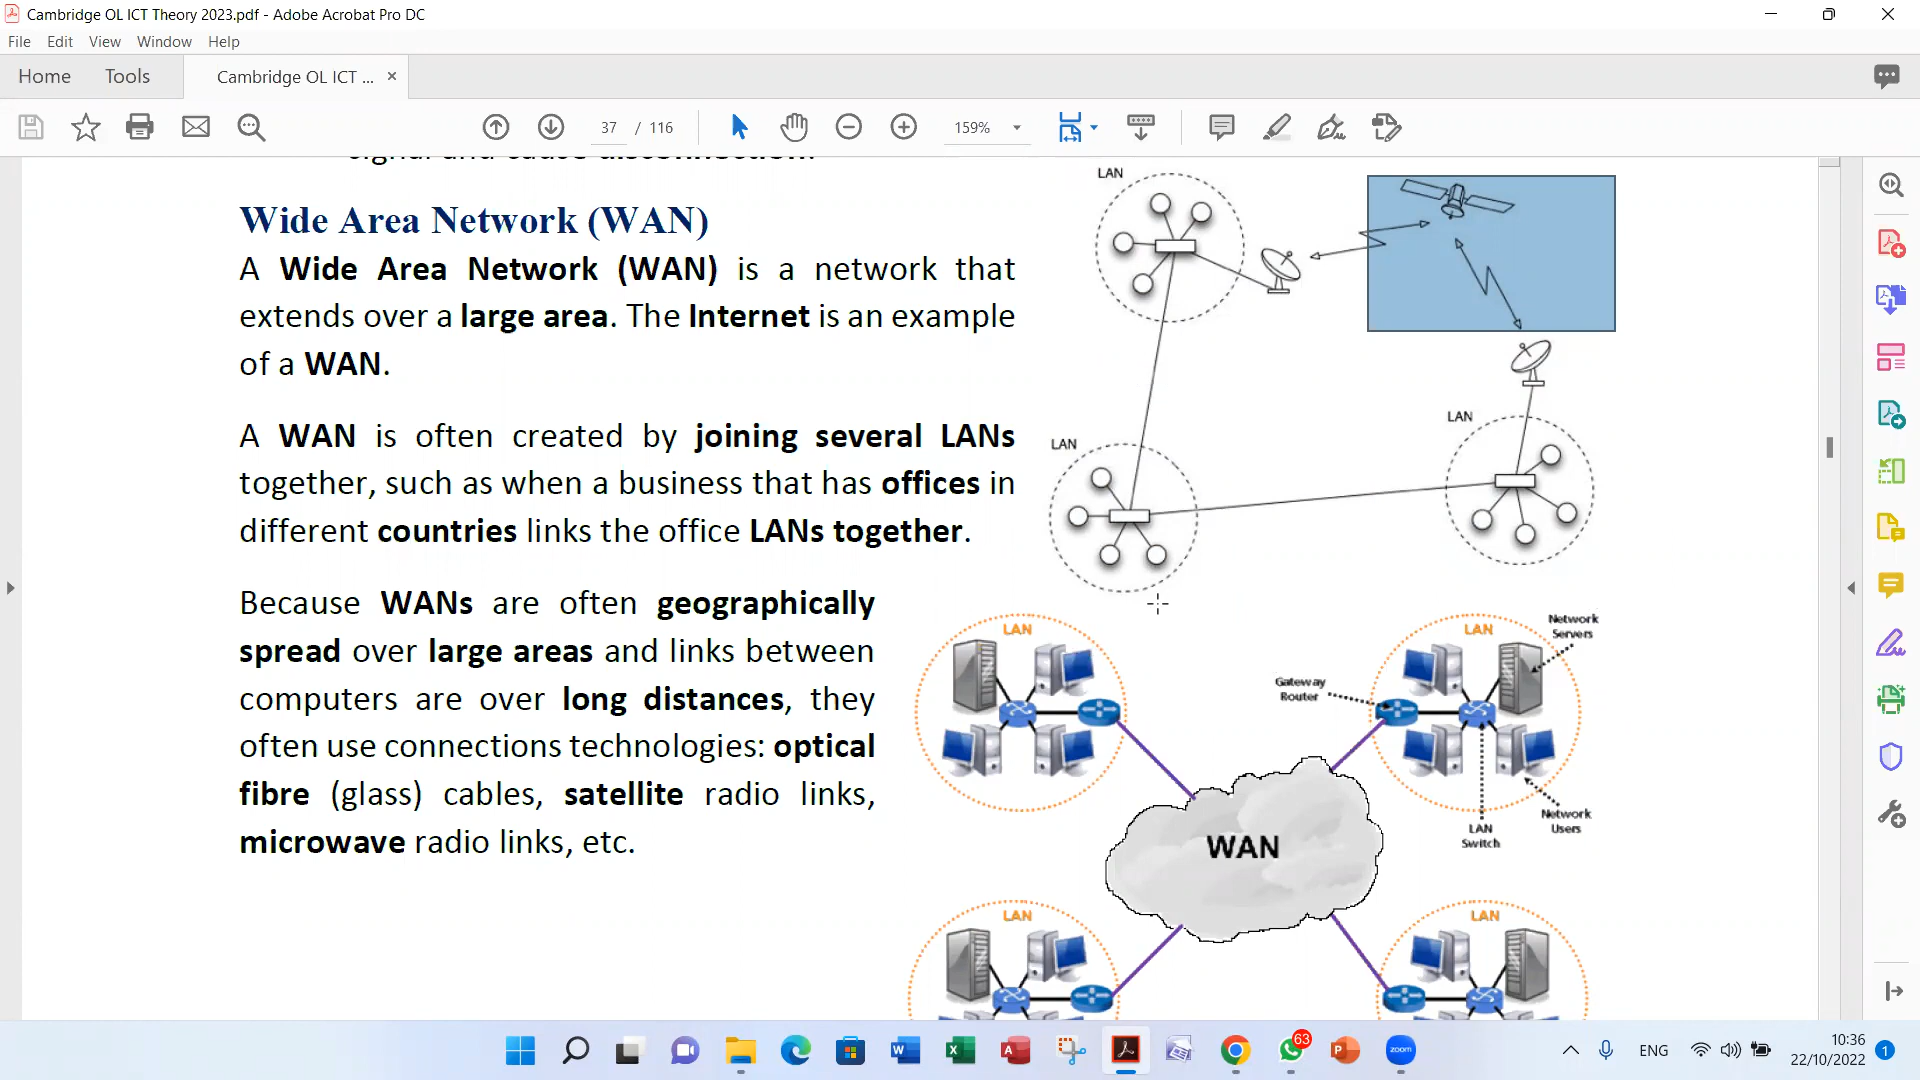 Cambridge OL ICT Theory 2023.pdf - Adobe Acrobat Pro DC
File Edit View Window Help
Home Tools Cambridge OL ICT ... ×
37 / 116 159%
signal and cause disconnection.
Wide Area Network (WAN)
A Wide Area Network (WAN) is a network that
extends over a large area. The Internet is an example
of a WAN.
A WAN is often created by joining several LANs
together, such as when a business that has offices in
different countries links the office LANs together.
Because WANs are often geographically
spread over large areas and links between
computers are over long distances, they
often use connections technologies: optical
fibre (glass) cables, satellite radio links,
microwave radio links, etc.
LAN
LAN
LAN
LAN
LAN
Network
Servers
Gateway
Router
Network
Users
LAN
Switch
WAN
LAN
LAN
63
zoom
ENG
10:36
22/10/2022
1